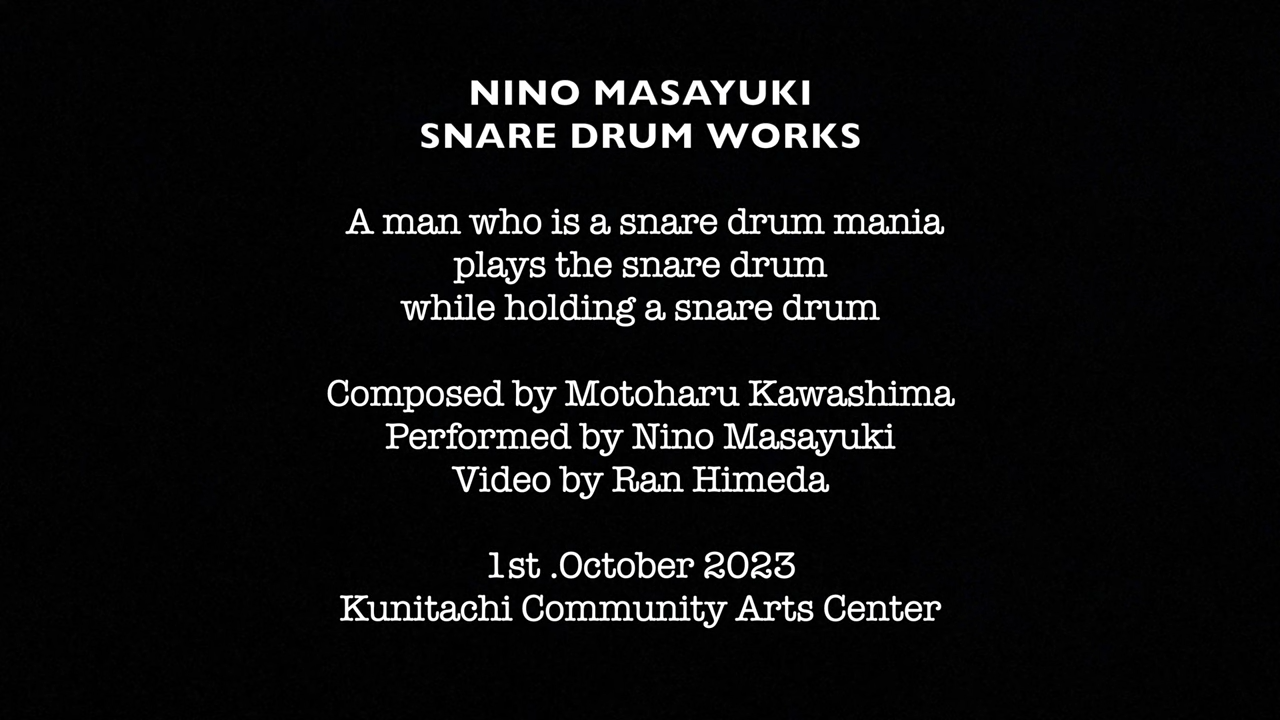 NINO MASAYUKI
SNARE DRUM WORKS
A man who is a snare drum mania
plays the snare drum
while holding a snare drum
Composed by Motoharu Kawashima
Performed by Nino Masayuki
Video by Ran Himeda
1st .October 2023
Kunitachi Community Arts Center